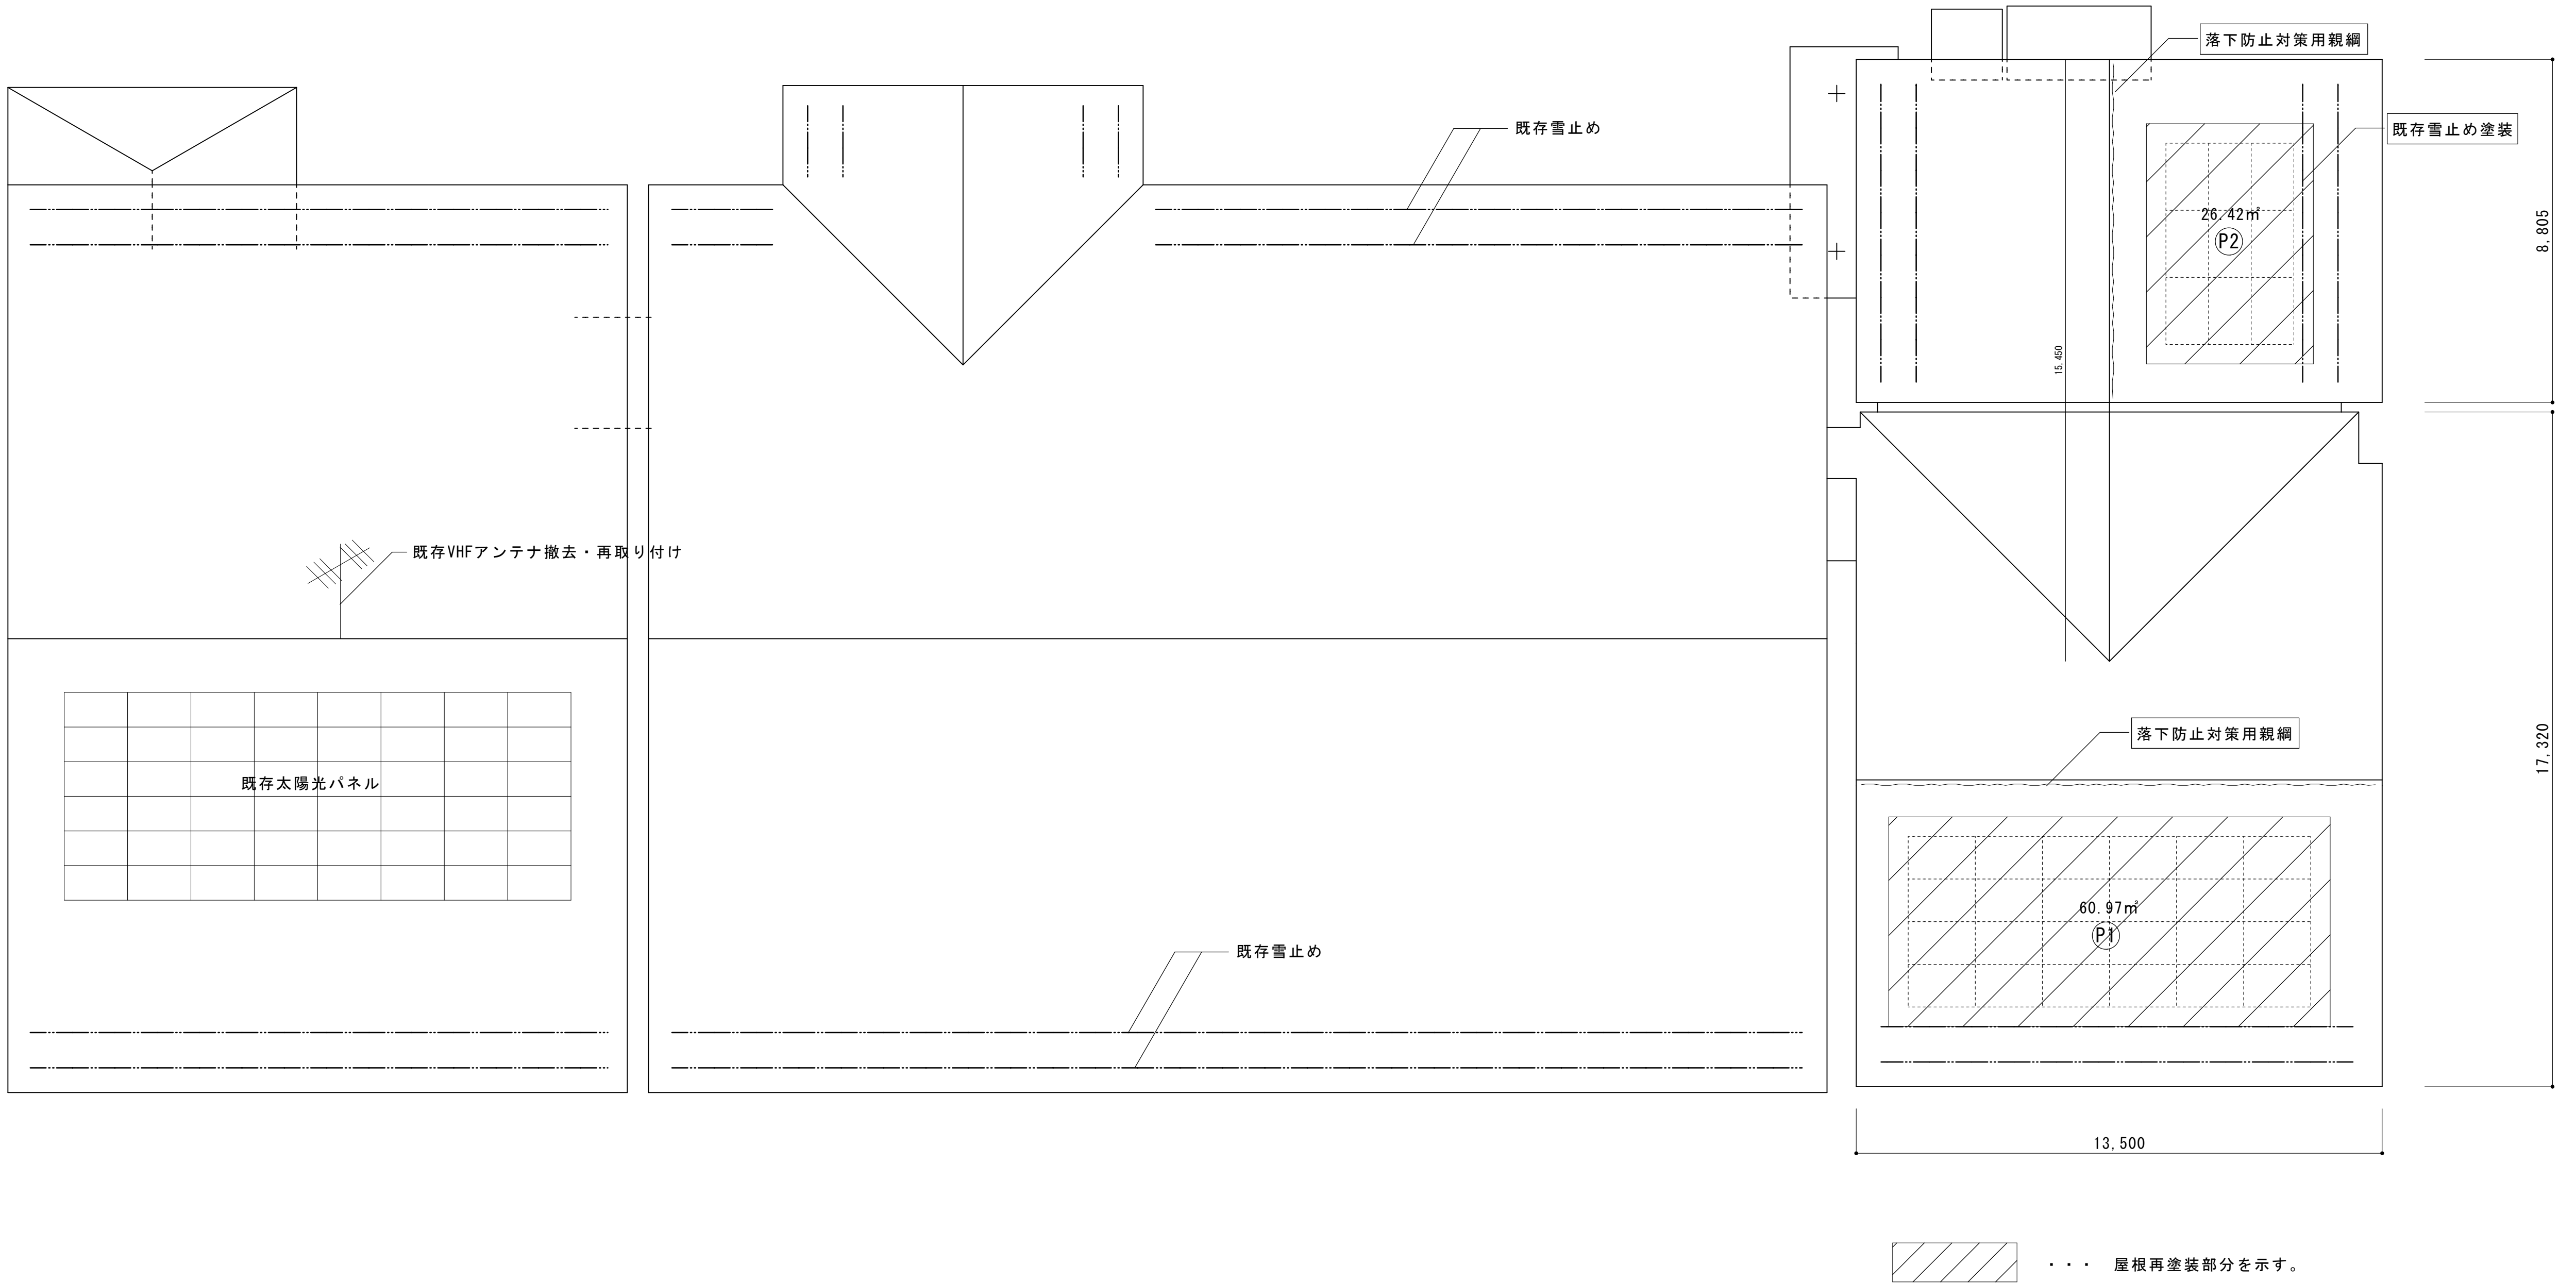 落下防止対策用親綱
既存雪止め
既存雪止め塗装
26.42㎡
P2
8,805
15,450
既存VHFアンテナ撤去・再取り付け
落下防止対策用親綱
17,320
既存太陽光パネル
60.97㎡
P1
既存雪止め
13,500
・・・ 屋根再塗装部分を示す。